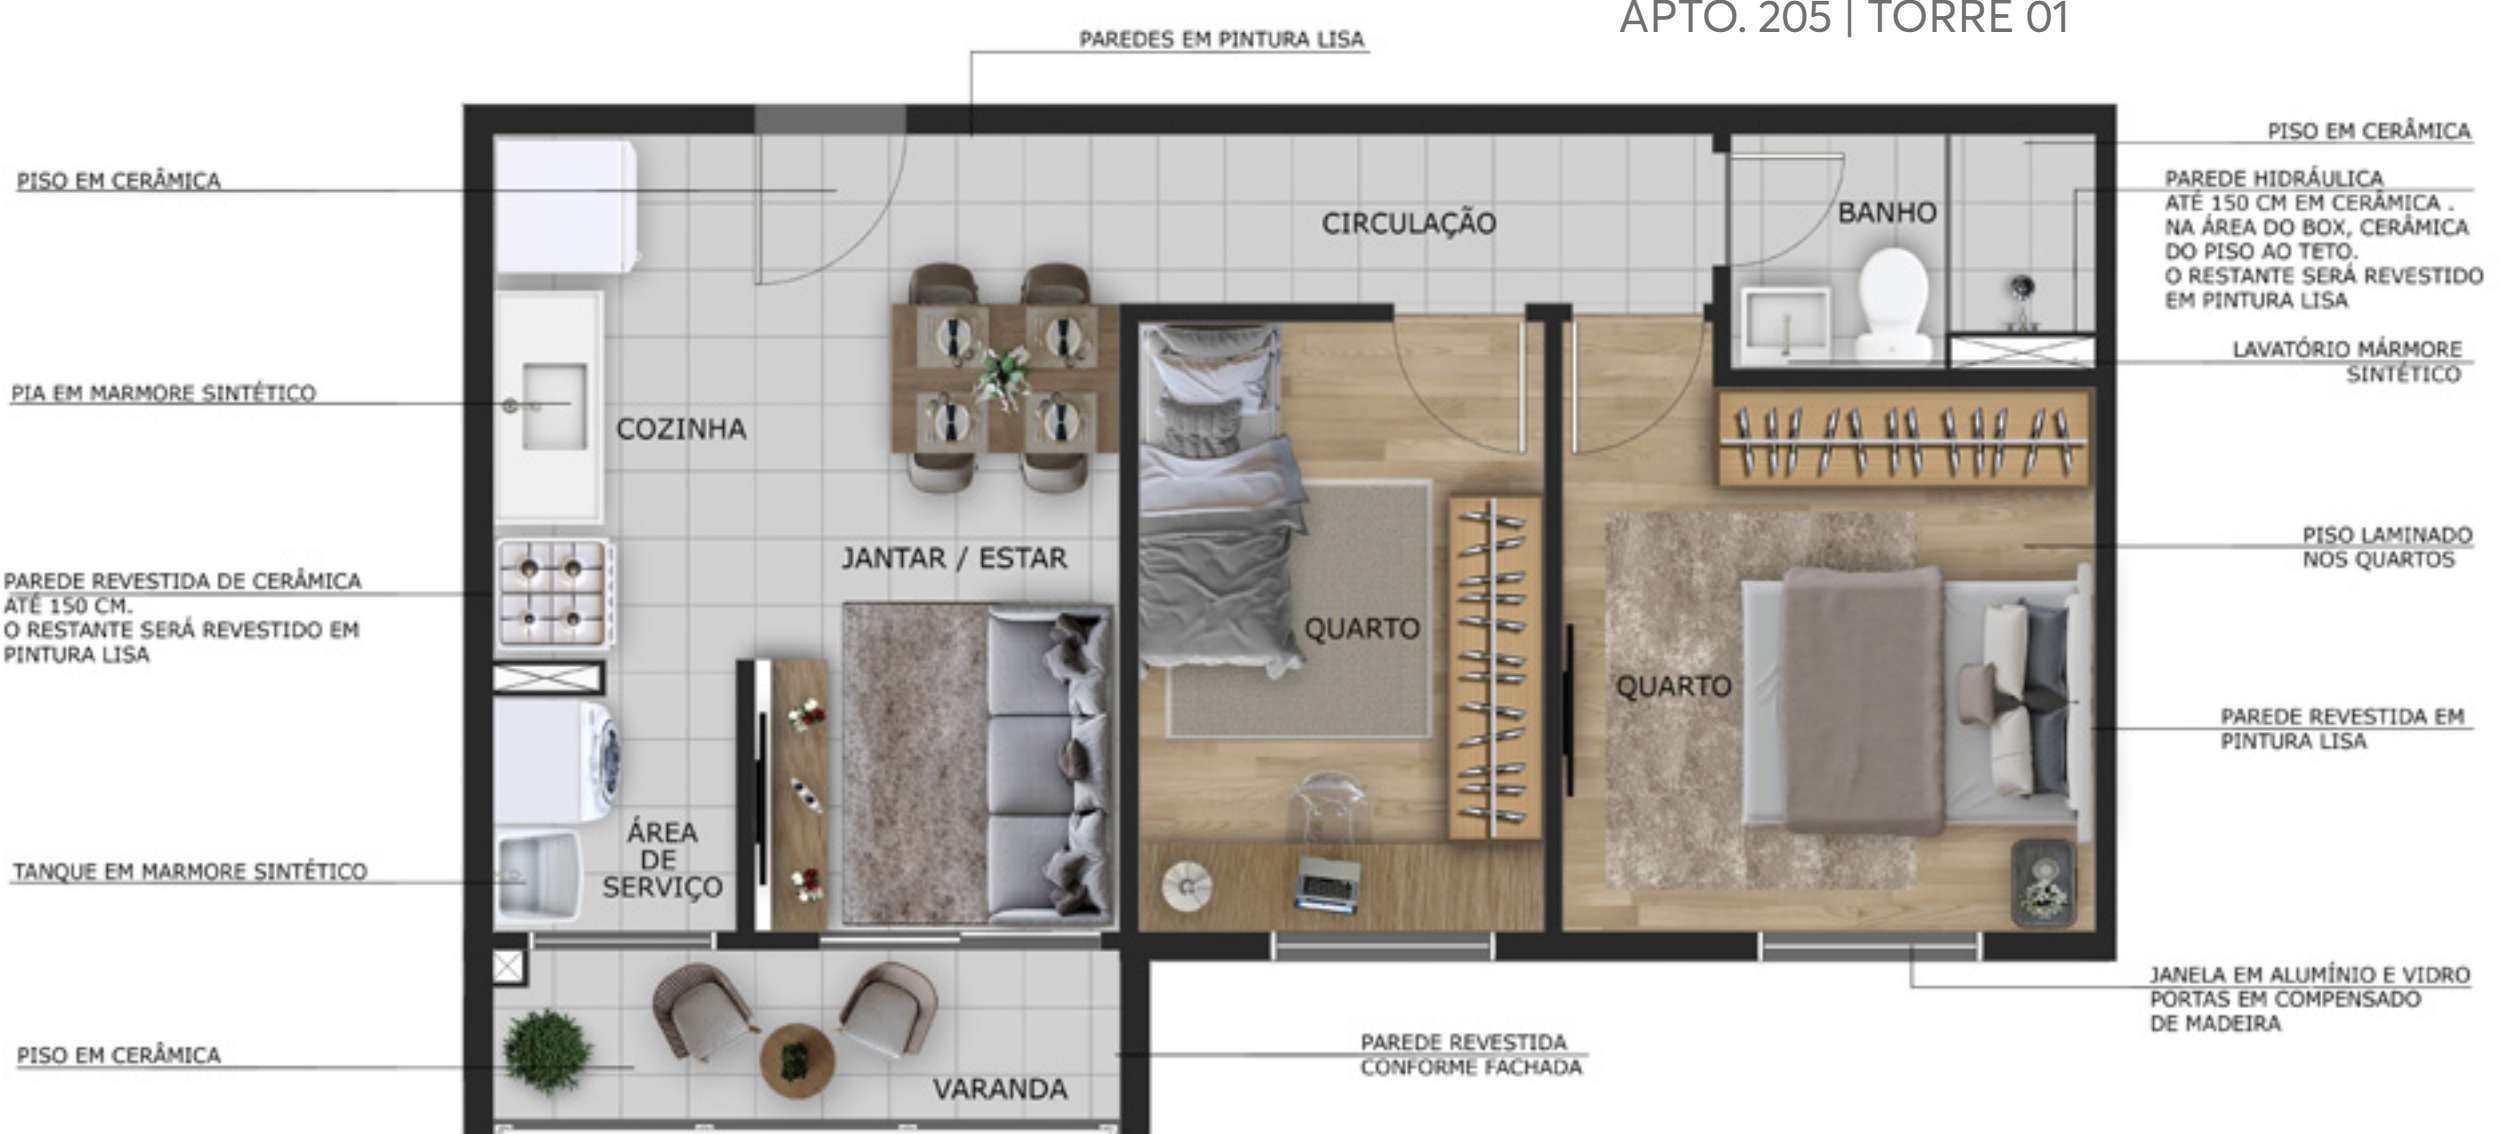 APTO. 205 | TORRE 01
PAREDES EM PINTURA LISA
PISO EM CERÂMICA
PISO EM CERÂMICA
PAREDE HIDRÁULICA
ATÉ 150 CM EM CERÂMICA .
NA ÁREA DO BOX, CERÂMICA
DO PISO AO TETO.
O RESTANTE SERÁ REVESTIDO
EM PINTURA LISA
BANHO
CIRCULAÇÃO
LAVATÓRIO MÁRMORE
SINTÉTICO
PIA EM MARMORE SINTÉTICO
COZINHA
JANTAR / ESTAR
PISO LAMINADO
NOS QUARTOS
PAREDE REVESTIDA DE CERÂMICA
ATÉ 150 CM.
O RESTANTE SERÁ REVESTIDO EM
PINTURA LISA
QUARTO
QUARTO
PAREDE REVESTIDA EM
PINTURA LISA
ÁREA
DE
SERVIÇO
TANQUE EM MARMORE SINTÉTICO
JANELA EM ALUMÍNIO E VIDRO
PORTAS EM COMPENSADO
DE MADEIRA
PISO EM CERÂMICA
VARANDA
PAREDE REVESTIDA
CONFORME FACHADA